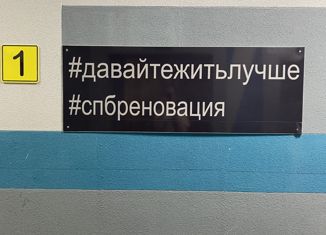 1
#давайтежитьлучше
#спбреновация